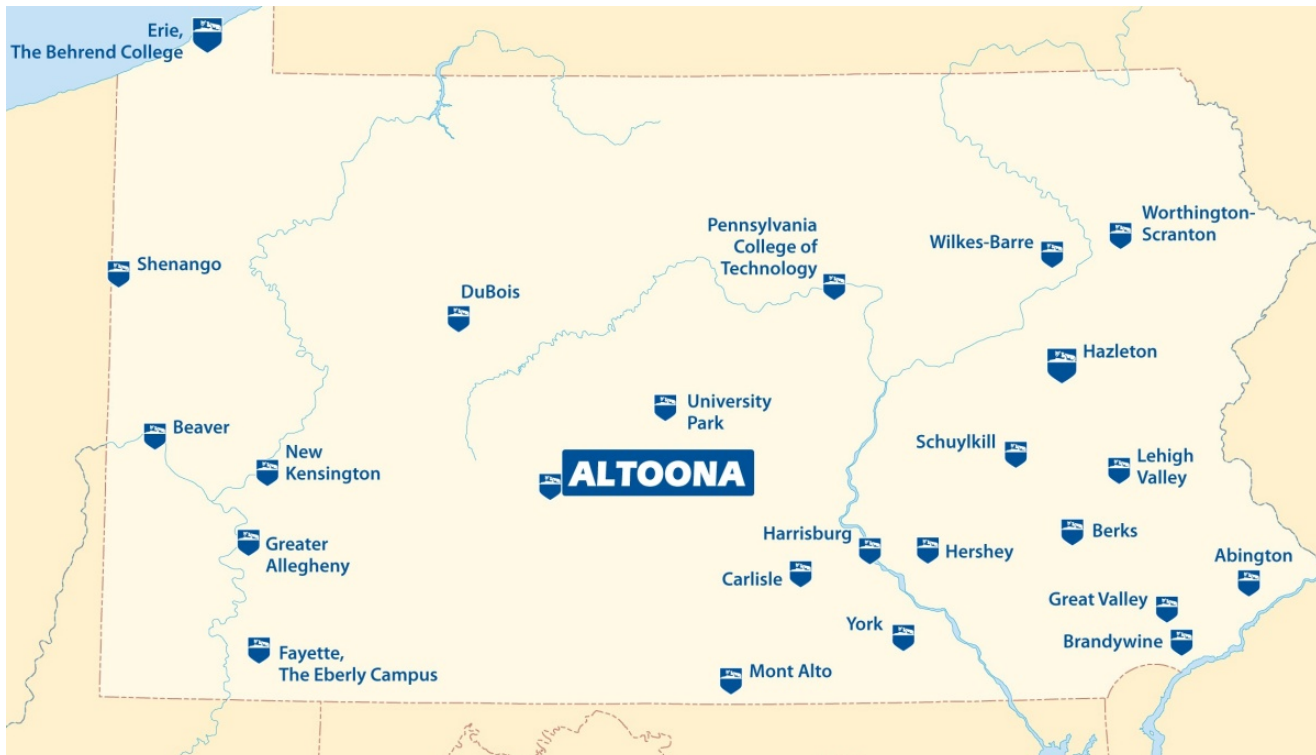 Erie,
The Behrend College
Shenango
DuBois
Pennsylvania
College of
Technology
Wilkes-Barre
Worthington-
Scranton
Hazleton
University
Park
Beaver
New
Kensington
ALTOONA
Schuylkill
Lehigh
Valley
Greater
Allegheny
Harrisburg
Hershey
Berks
Carlisle
Abington
Great Valley
York
Brandywine
Fayette,
The Eberly Campus
Mont Alto